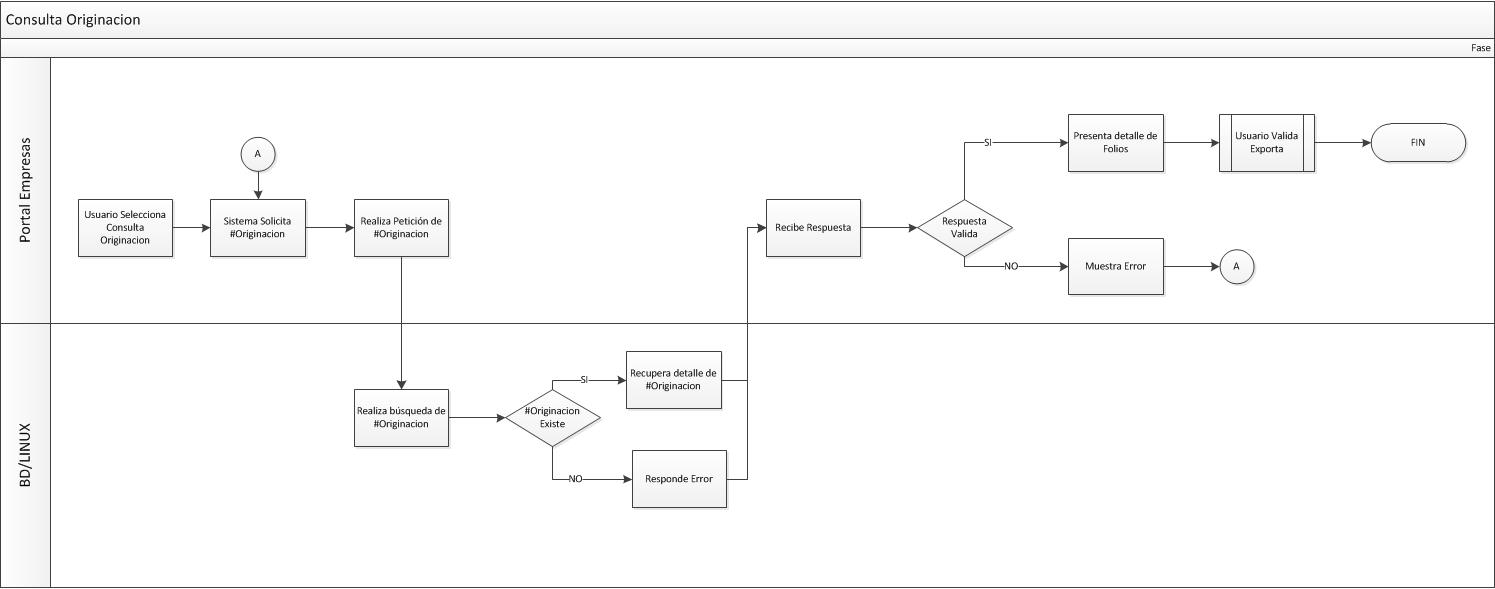 Consulta Originacion
Fase
Portal Empresas
A
Usuario Selecciona
Consulta
Originacion
Sistema Solicita
#Originacion
Realiza Petición de
#Originacion
Recibe Respuesta
Respuesta
Valida
SI
Presenta detalle de
Folios
Usuario Valida
Exporta
FIN
NO
Muestra Error
A
BD/LINUX
Realiza búsqueda de
#Originacion
#Originacion
Existe
SI
Recupera detalle de
#Originacion
NO
Responde Error